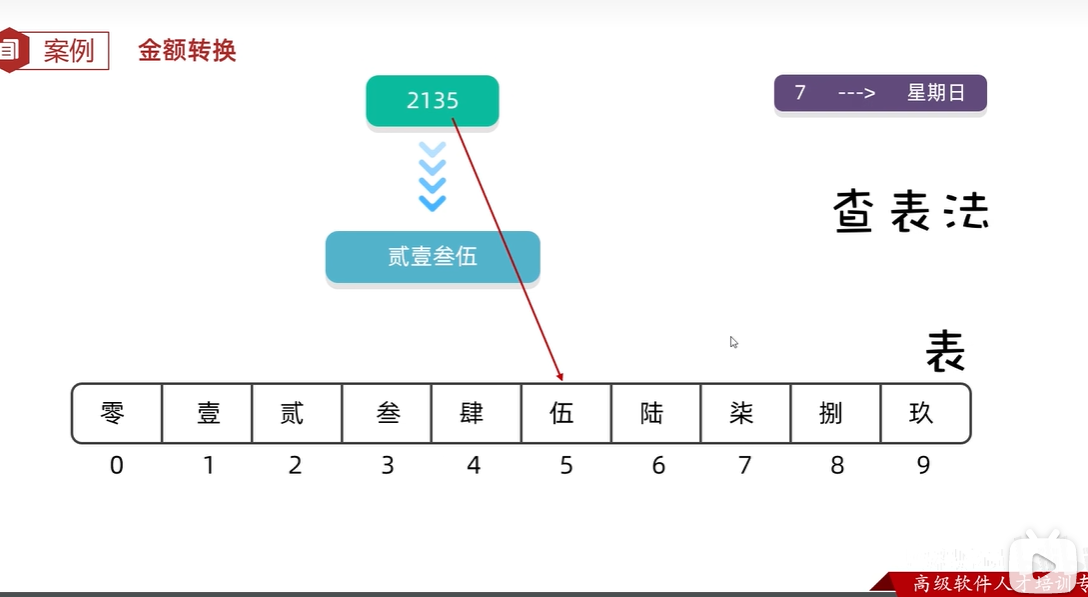 案例 金额转换
2135
7 ---> 星期日
查表法
贰壹叁伍
表
零 壹 贰 叁 肆 伍 陆 柒 捌 玖
0 1 2 3 4 5 6 7 8 9
高级软件人才培训专